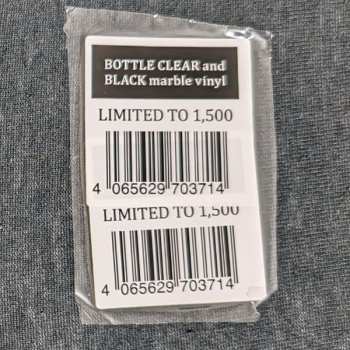 BOTTLE CLEAR and
BLACK marble vinyl
LIMITED TO 1,500
4 065629 703714
LIMITED TO 1,500
4 065629 703714